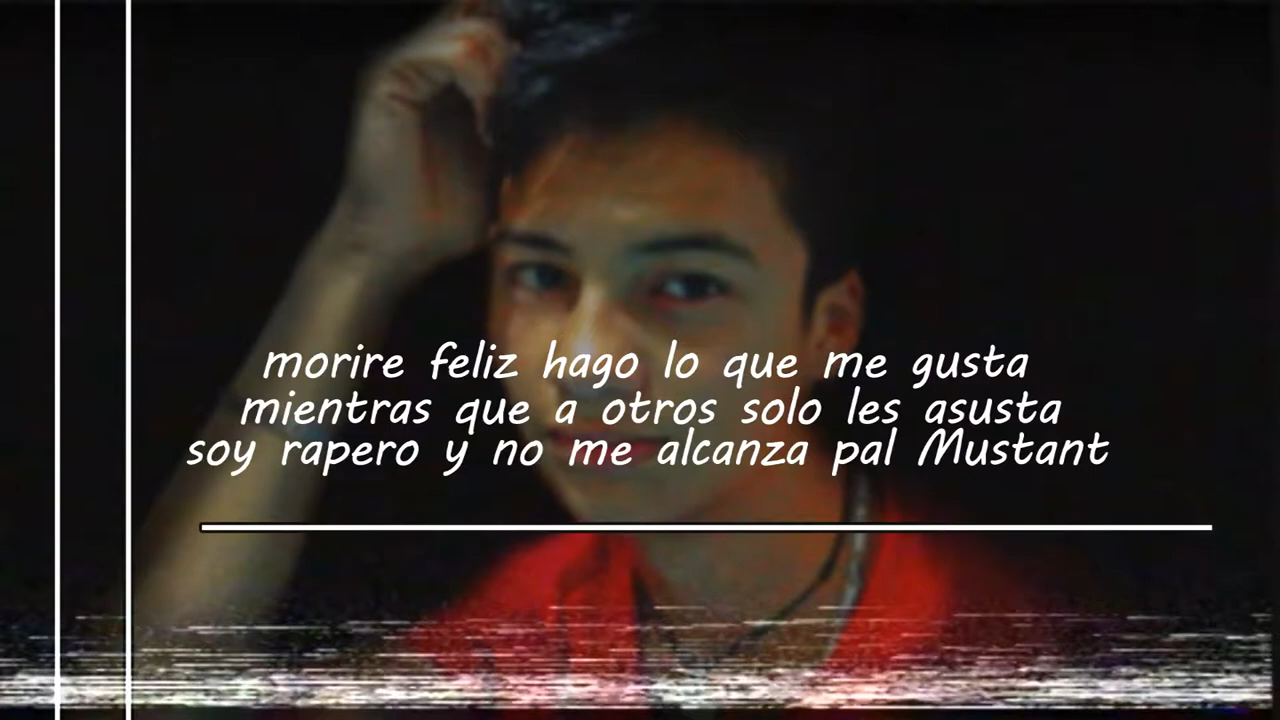 morire feliz hago lo que me gusta
mientras que a otros solo les asusta
soy rapero y no me alcanza pal Mustant